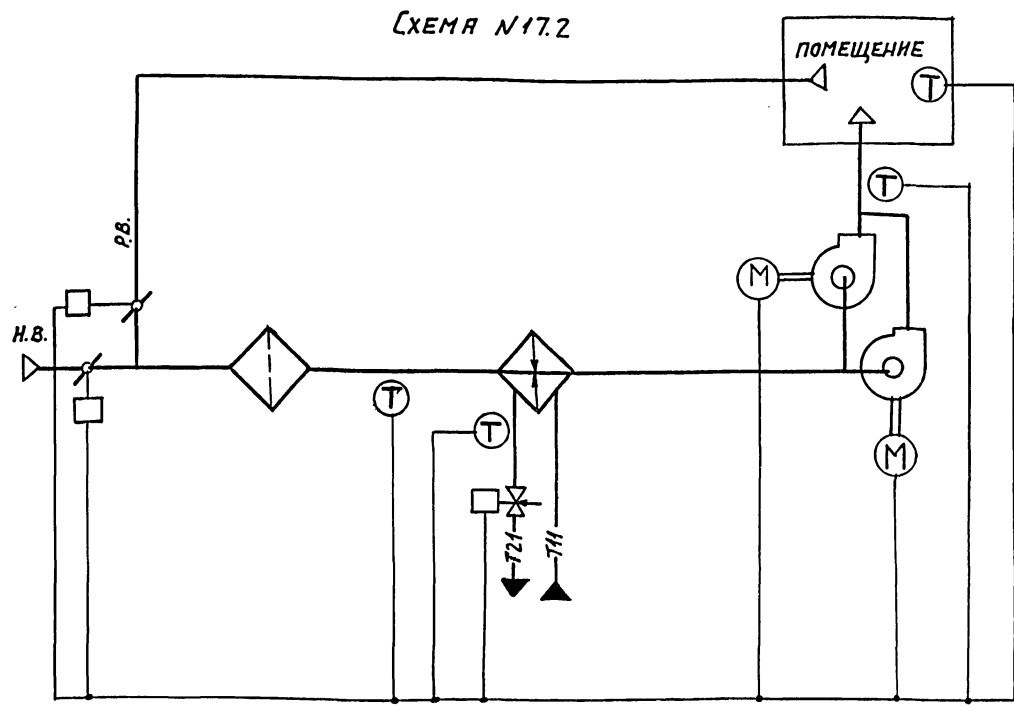 СХЕМА N17.2
ПОМЕЩЕНИЕ
Т
Т
Р.В.
М
Н.В.
Т
Т
М
Т21
Т11